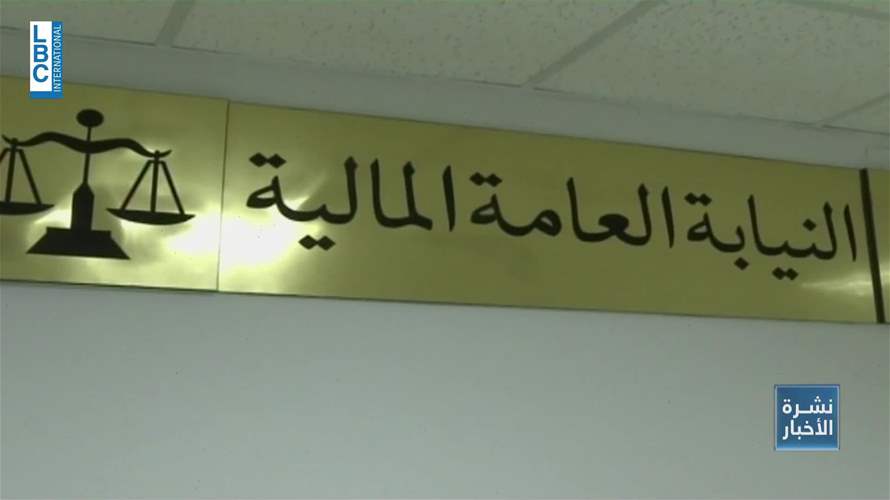 LBC
INTERNATIONAL
النيابة العامة المالية
نشرة
الأخبار